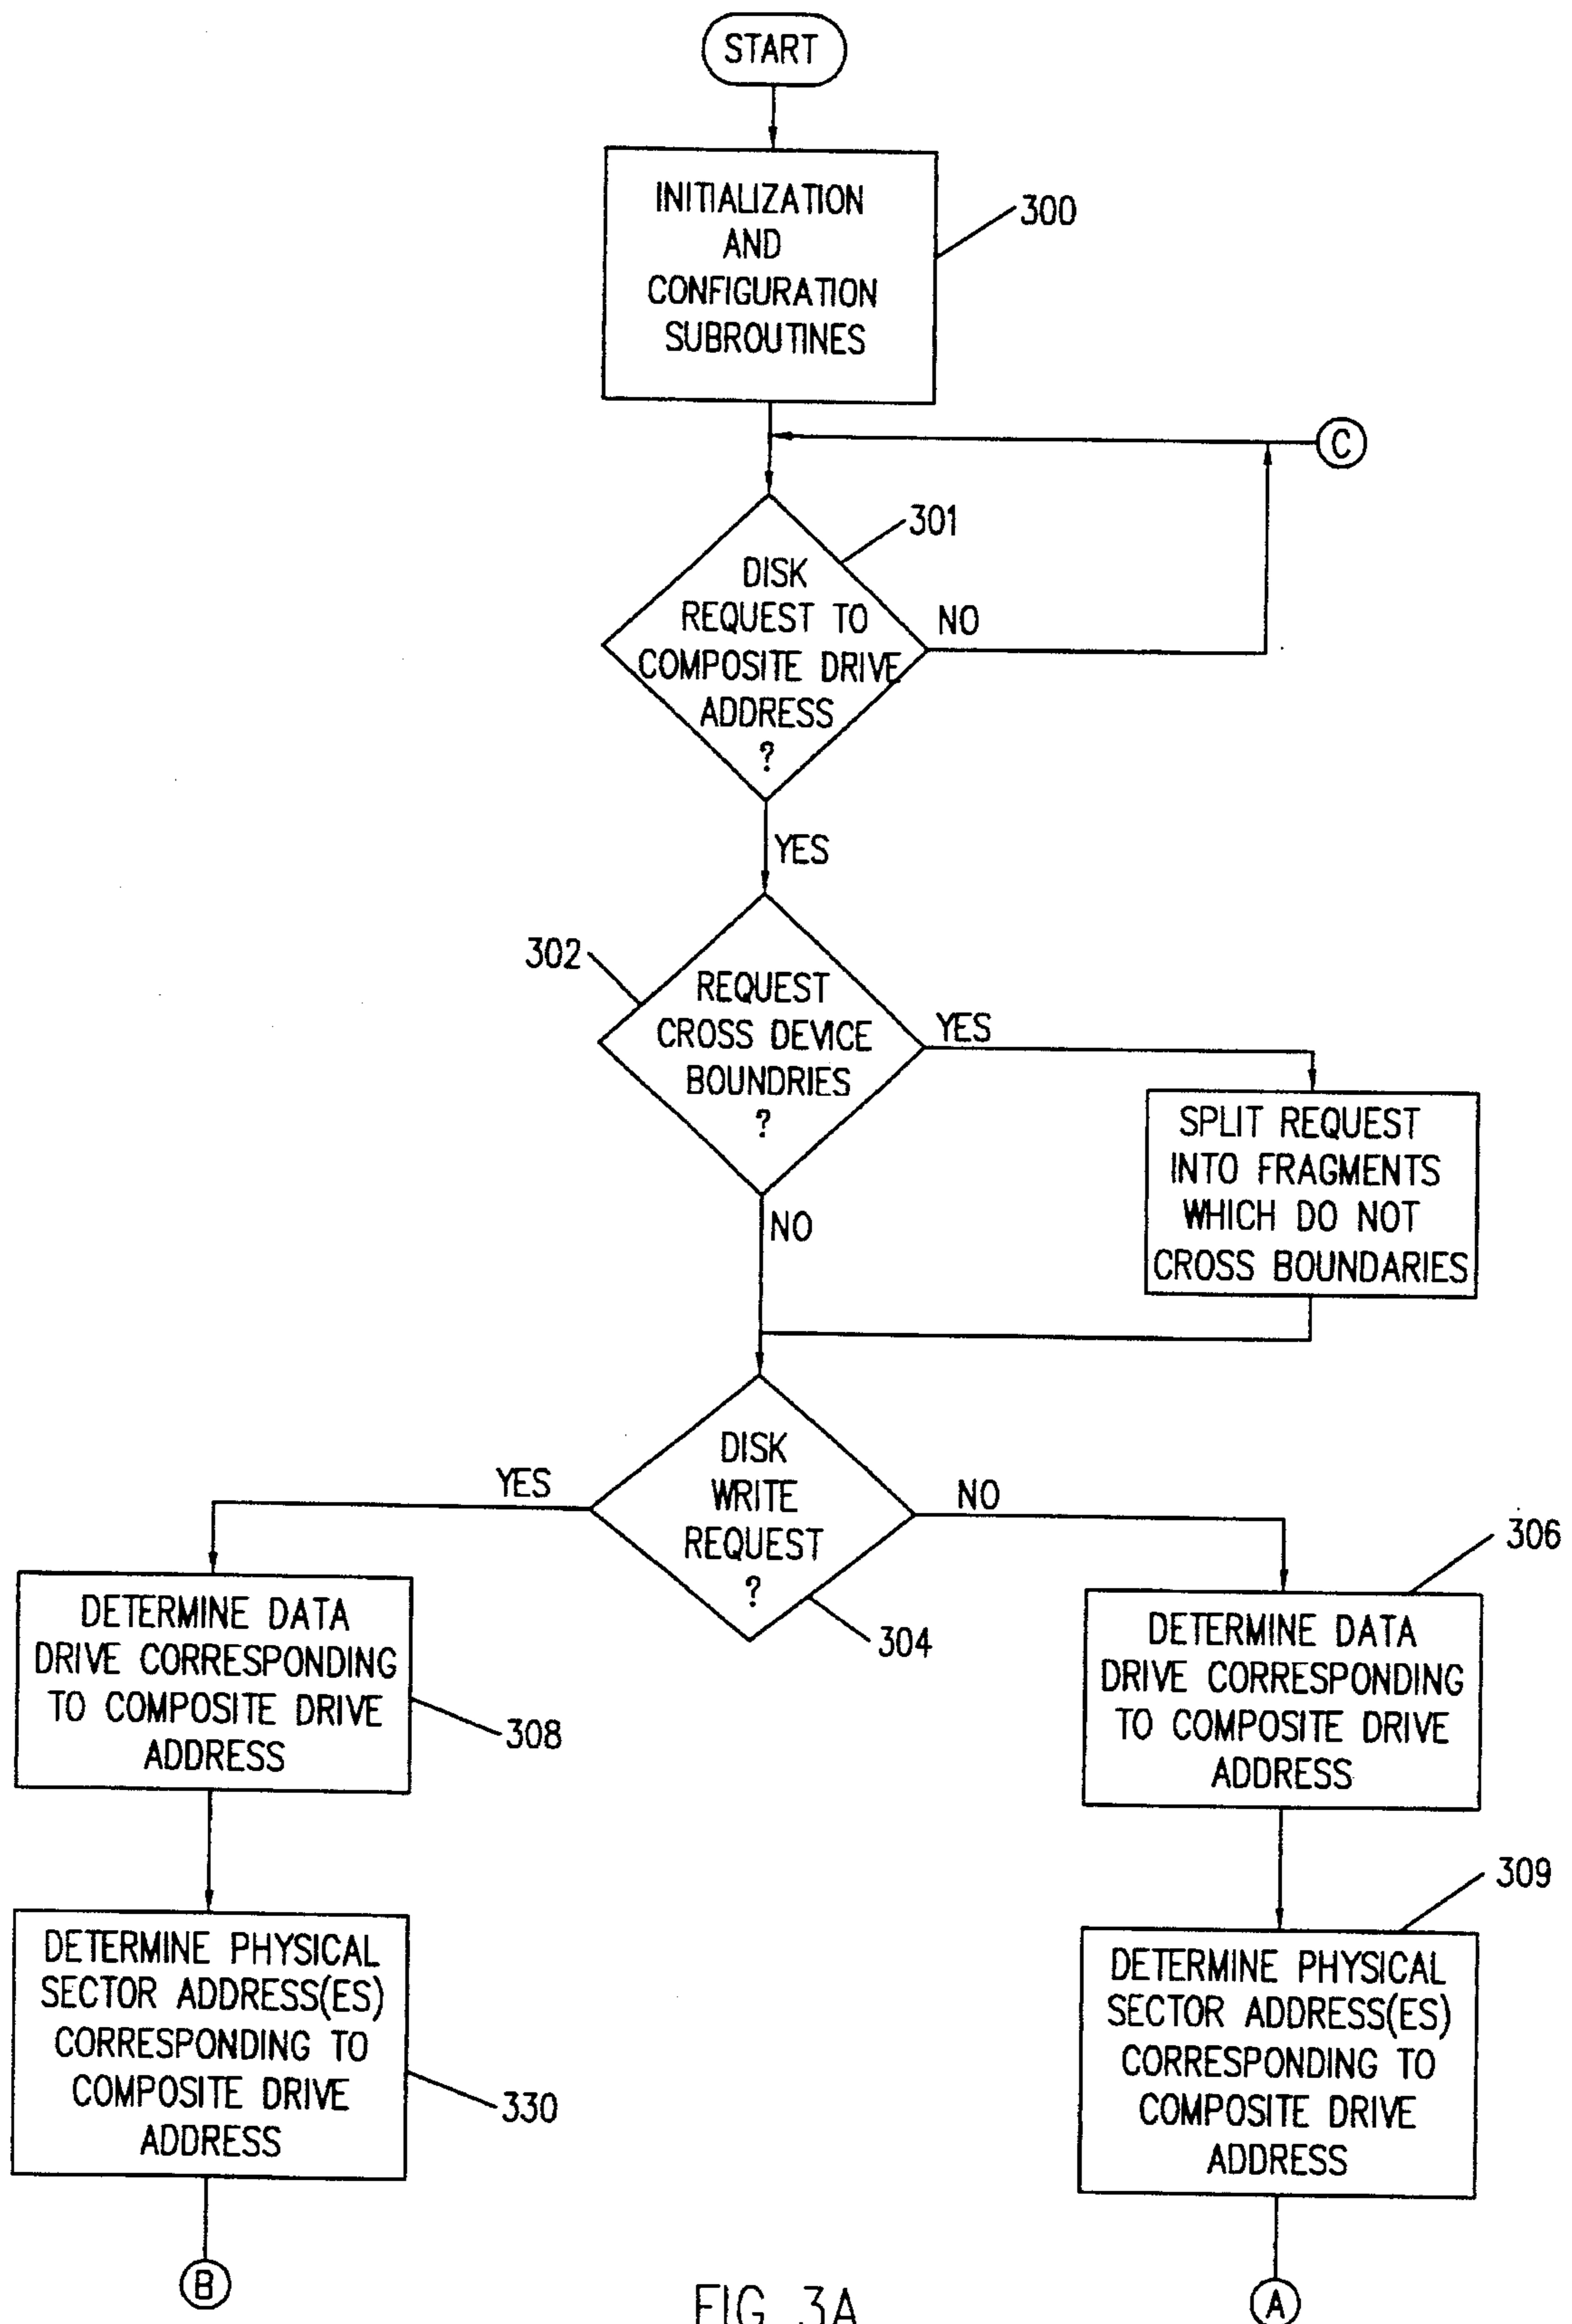 START
INITIALIZATION
AND
CONFIGURATION
SUBROUTINES
300
C
301
DISK
REQUEST TO
COMPOSITE DRIVE
ADDRESS
?
NO
YES
302
REQUEST
CROSS DEVICE
BOUNDRIES
?
YES
NO
SPLIT REQUEST
INTO FRAGMENTS
WHICH DO NOT
CROSS BOUNDARIES
DISK
WRITE
REQUEST
?
YES
NO
304
306
DETERMINE DATA
DRIVE CORRESPONDING
TO COMPOSITE DRIVE
ADDRESS
308
DETERMINE DATA
DRIVE CORRESPONDING
TO COMPOSITE DRIVE
ADDRESS
309
DETERMINE PHYSICAL
SECTOR ADDRESS(ES)
CORRESPONDING TO
COMPOSITE DRIVE
ADDRESS
330
DETERMINE PHYSICAL
SECTOR ADDRESS(ES)
CORRESPONDING TO
COMPOSITE DRIVE
ADDRESS
B
A
FIG. 3A